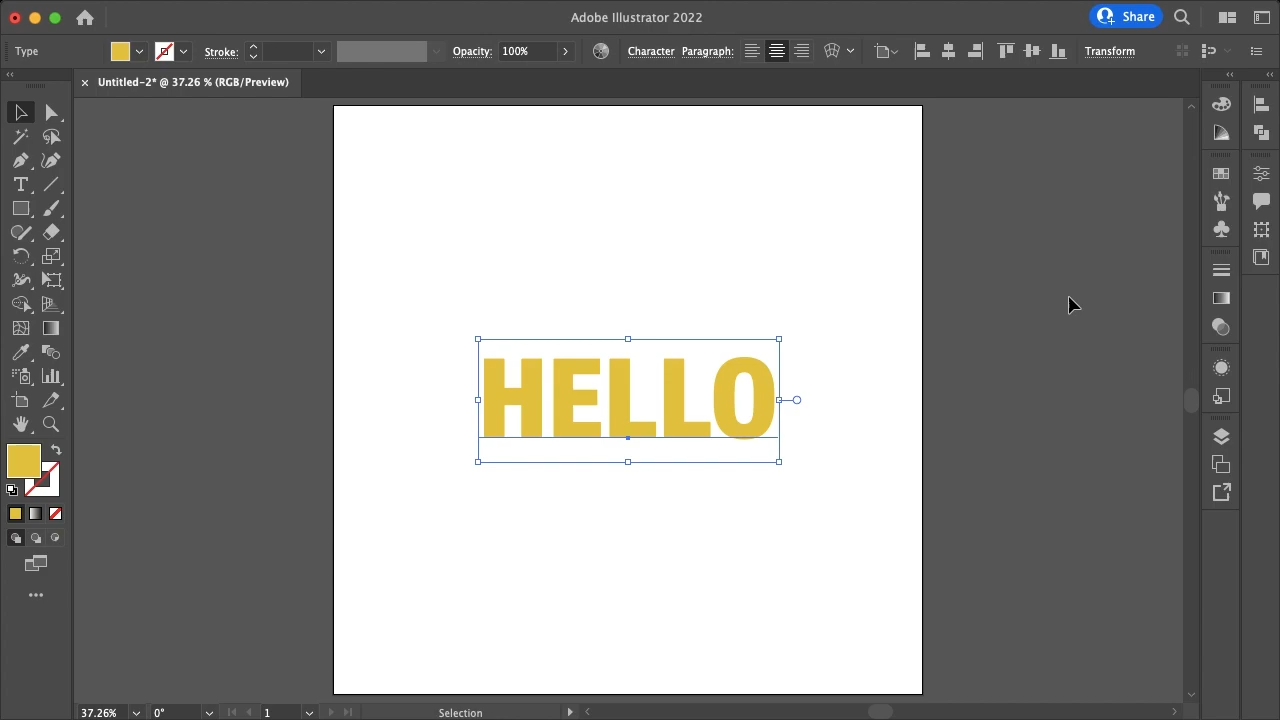 Adobe Illustrator 2022
Share
Type
Stroke:
Opacity: 100%
Character
Paragraph:
Transform
× Untitled-2* @ 37.26 % (RGB/Preview)
HELLO
37.26%
0°
1
Selection